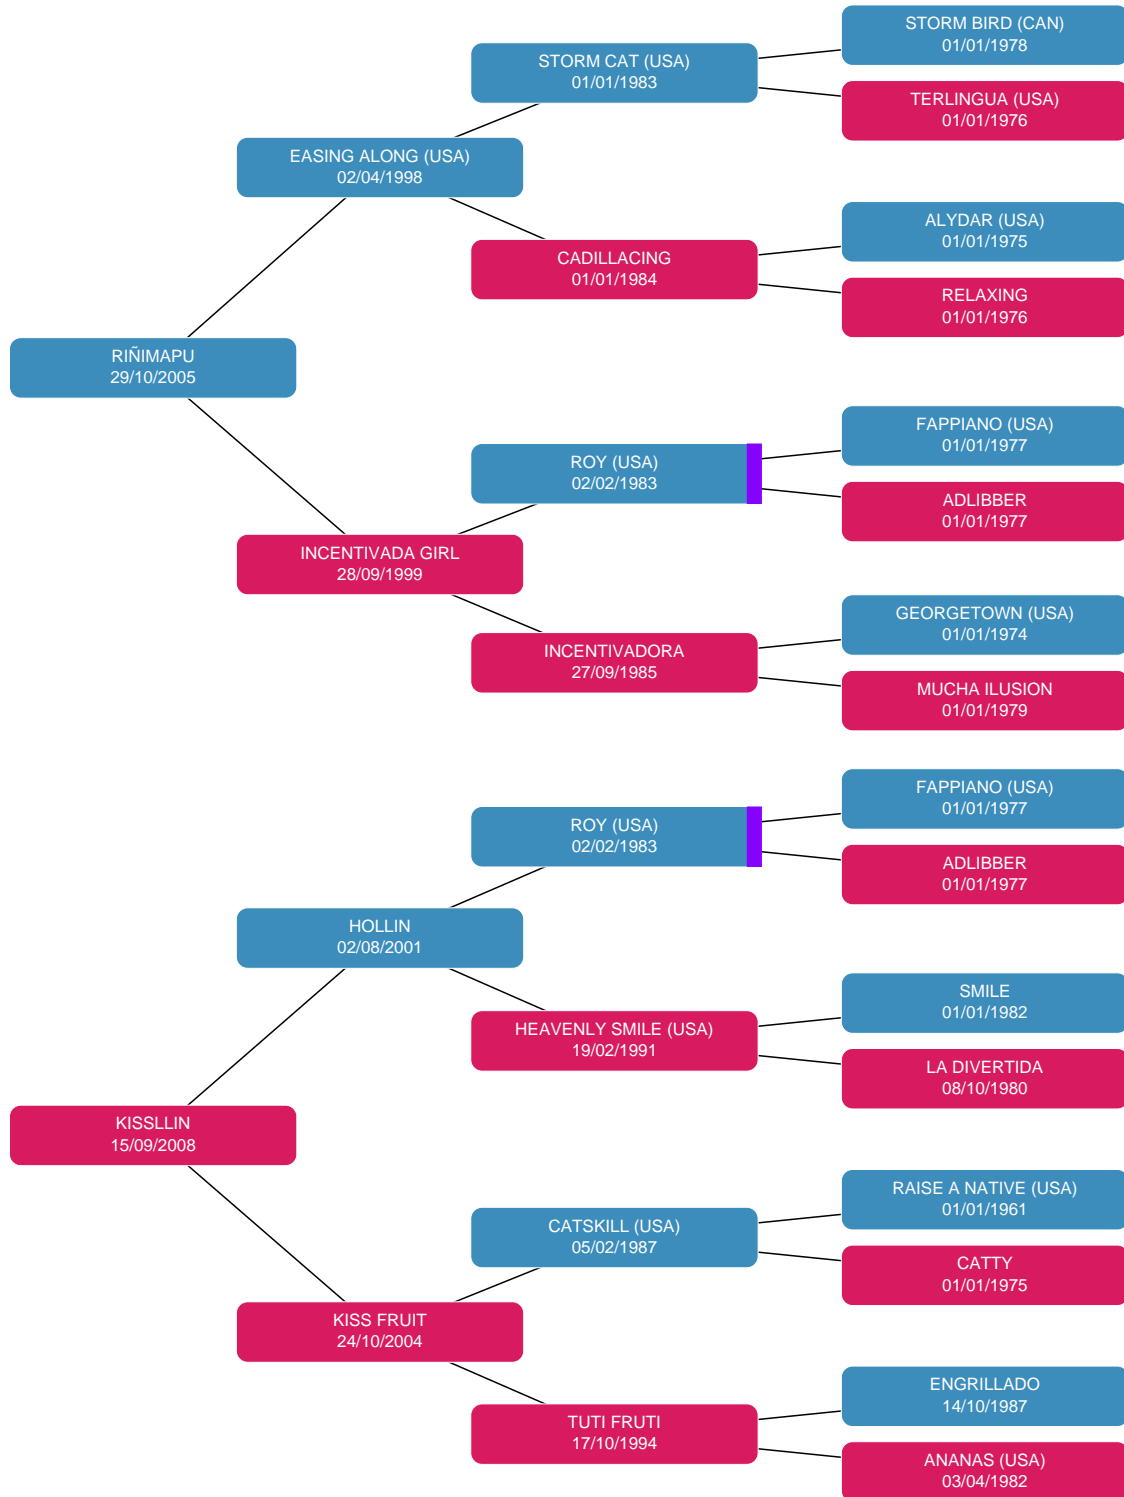 STORM BIRD (CAN)
01/01/1978
STORM CAT (USA)
01/01/1983
TERLINGUA (USA)
01/01/1976
EASING ALONG (USA)
02/04/1998
ALYDAR (USA)
01/01/1975
CADILLACING
01/01/1984
RELAXING
01/01/1976
RIÑIMAPU
29/10/2005
FAPPIANO (USA)
01/01/1977
ROY (USA)
02/02/1983
ADLIBBER
01/01/1977
INCENTIVADA GIRL
28/09/1999
GEORGETOWN (USA)
01/01/1974
INCENTIVADORA
27/09/1985
MUCHA ILUSION
01/01/1979
FAPPIANO (USA)
01/01/1977
ROY (USA)
02/02/1983
ADLIBBER
01/01/1977
HOLLIN
02/08/2001
SMILE
01/01/1982
HEAVENLY SMILE (USA)
19/02/1991
LA DIVERTIDA
08/10/1980
KISSLLIN
15/09/2008
RAISE A NATIVE (USA)
01/01/1961
CATSKILL (USA)
05/02/1987
CATTY
01/01/1975
KISS FRUIT
24/10/2004
ENGRILLADO
14/10/1987
TUTI FRUTI
17/10/1994
ANANAS (USA)
03/04/1982